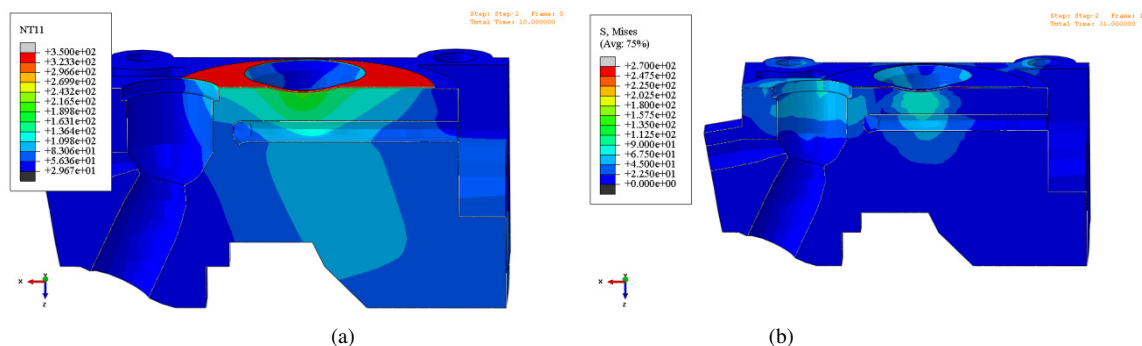 Step: Step-2 Frame: 0
Total Time: 10.000000
NT11
+3.500e+02
+3.233e+02
+2.966e+02
+2.699e+02
+2.432e+02
+2.165e+02
+1.898e+02
+1.631e+02
+1.364e+02
+1.098e+02
+8.306e+01
+5.636e+01
+2.967e+01
X
Y
Z
(a)
Step: Step-2 Frame:
Total Time: 31.000000
S, Mises
(Avg: 75%)
+2.700e+02
+2.475e+02
+2.250e+02
+2.025e+02
+1.800e+02
+1.575e+02
+1.350e+02
+1.125e+02
+9.000e+01
+6.750e+01
+4.500e+01
+2.250e+01
+0.000e+00
X
Y
Z
(b)